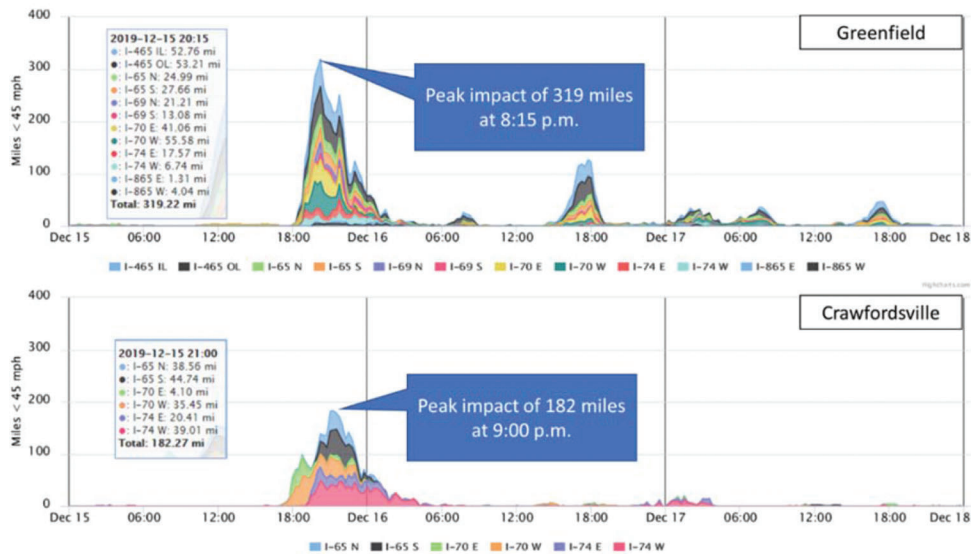 400
300
200
100
0
Miles < 45 mph
Greenfield
2019-12-15 20:15
●: I-465 IL: 52.76 mi
●: I-465 OL: 53.21 mi
●: I-65 N: 24.99 mi
●: I-65 S: 27.66 mi
●: I-69 N: 21.21 mi
●: I-69 S: 13.08 mi
●: I-70 E: 41.06 mi
●: I-70 W: 55.58 mi
●: I-74 E: 17.57 mi
●: I-74 W: 6.74 mi
●: I-865 E: 1.31 mi
●: I-865 W: 4.04 mi
Total: 319.22 mi
Peak impact of 319 miles
at 8:15 p.m.
Dec 15 06:00 12:00 18:00 Dec 16 06:00 12:00 18:00 Dec 17 06:00 12:00 18:00 Dec 18
I-465 IL I-465 OL I-65 N I-65 S I-69 N I-69 S I-70 E I-70 W I-74 E I-74 W I-865 E I-865 W
Highcharts.com
400
300
200
100
0
Miles < 45 mph
Crawfordsville
2019-12-15 21:00
●: I-65 N: 38.56 mi
●: I-65 S: 44.74 mi
●: I-70 E: 4.10 mi
●: I-70 W: 35.45 mi
●: I-74 E: 20.41 mi
●: I-74 W: 39.01 mi
Total: 182.27 mi
Peak impact of 182 miles
at 9:00 p.m.
Dec 15 06:00 12:00 18:00 Dec 16 06:00 12:00 18:00 Dec 17 06:00 12:00 18:00 Dec 18
I-65 N I-65 S I-70 E I-70 W I-74 E I-74 W